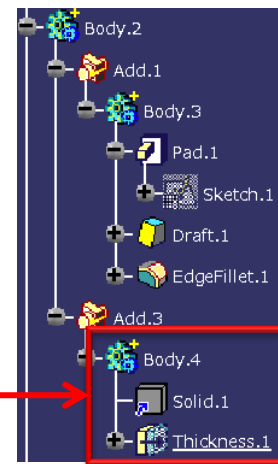 Body.2
Add.1
Body.3
Pad.1
Sketch.1
Draft.1
EdgeFillet.1
Add.3
Body.4
Solid.1
Thickness.1